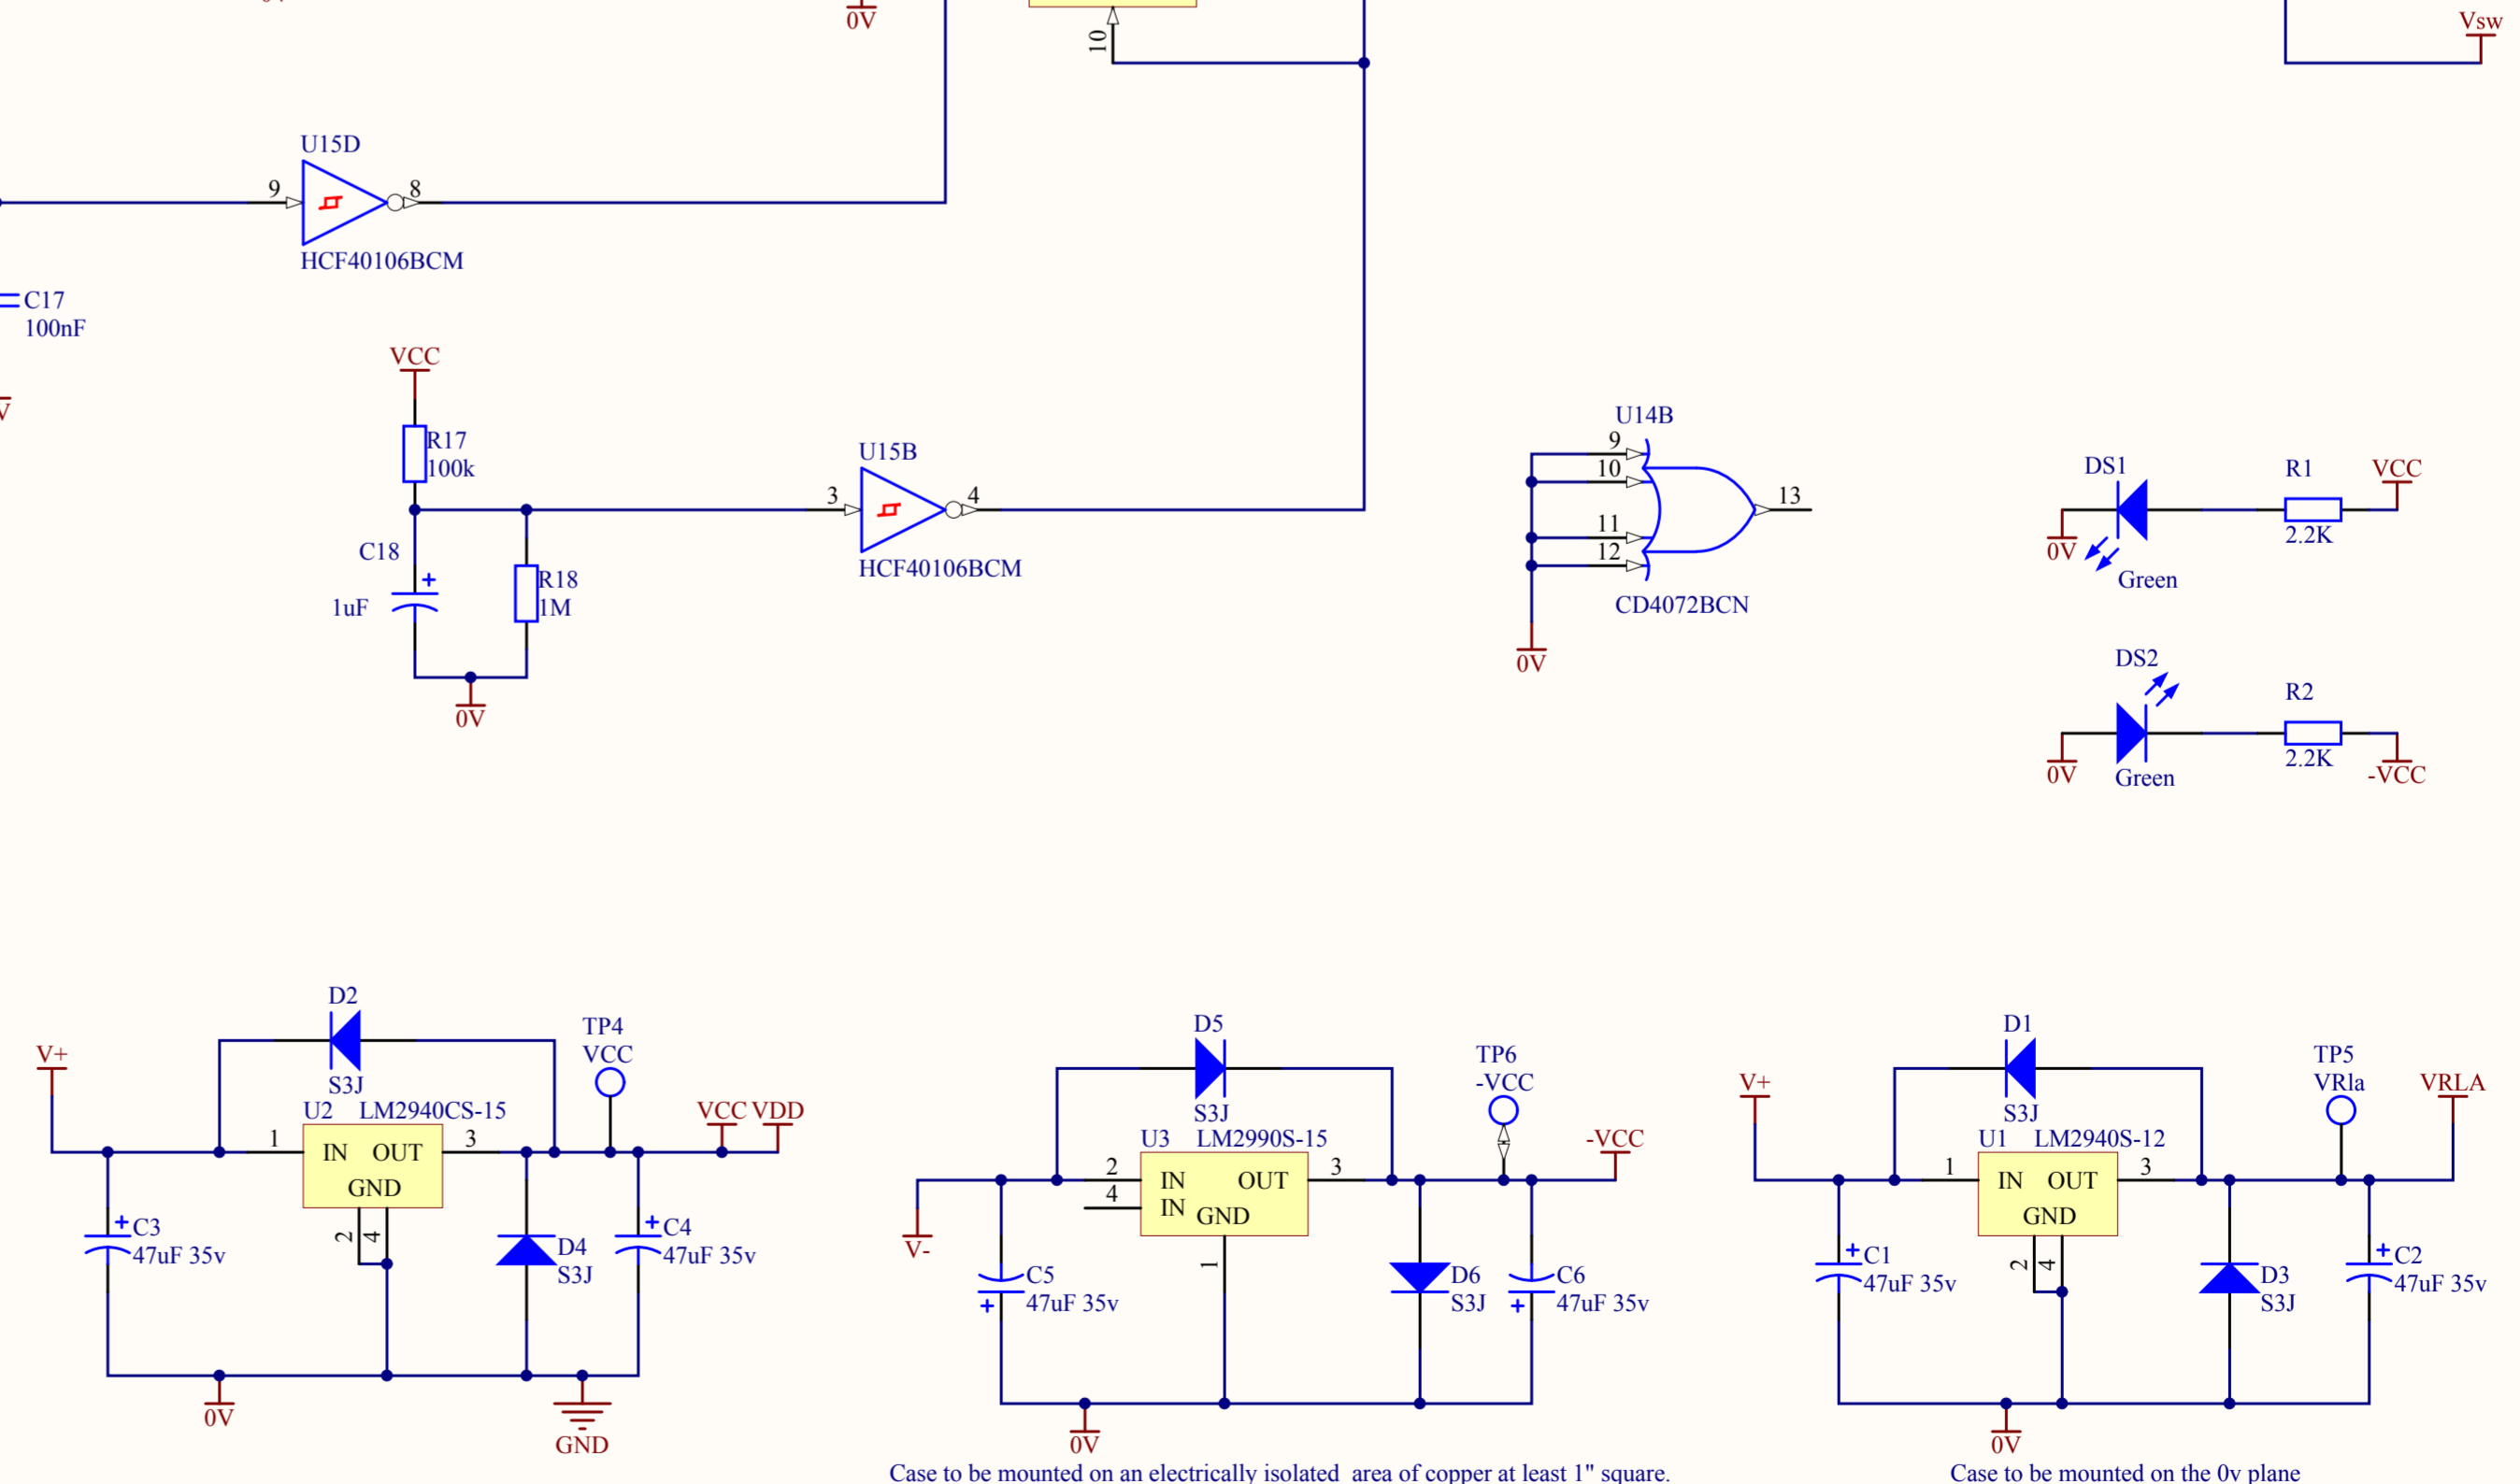 0V
10
Vsw
U15D
9
8
HCF40106BCM
C17
100nF
VCC
R17
100k
C18
+
1uF
R18
1M
0V
U15B
3
4
HCF40106BCM
U14B
9
10
11
12
13
CD4072BCN
0V
DS1
R1
VCC
0V
2.2K
Green
DS2
R2
0V
2.2K
-VCC
Green
D2
S3J
V+
TP4
VCC
U2 LM2940CS-15
VCC VDD
1
IN OUT
3
GND
2
4
+
C3
47uF 35v
D4
S3J
+
C4
47uF 35v
0V
GND
D5
S3J
TP6
-VCC
U3 LM2990S-15
-VCC
2
IN OUT
3
4
IN GND
V-
1
C5
47uF 35v
+
D6
S3J
C6
47uF 35v
+
0V
Case to be mounted on an electrically isolated area of copper at least 1" square.
D1
S3J
V+
TP5
VRla
VRLA
U1 LM2940S-12
1
IN OUT
3
GND
2
4
+
C1
47uF 35v
D3
S3J
+
C2
47uF 35v
0V
Case to be mounted on the 0v plane